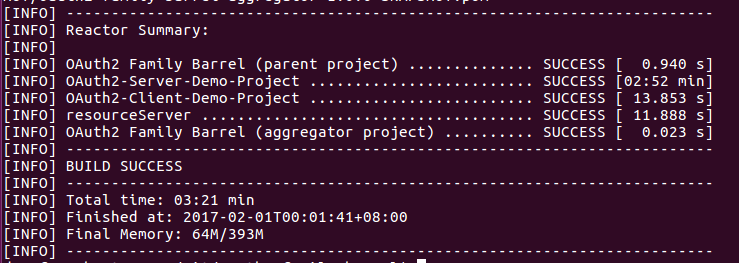 [INFO] ------------------------------------------------------------------------
[INFO] Reactor Summary:
[INFO]
[INFO] OAuth2 Family Barrel (parent project) .............. SUCCESS [  0.940 s]
[INFO] OAuth2-Server-Demo-Project ......................... SUCCESS [02:52 min]
[INFO] OAuth2-Client-Demo-Project ......................... SUCCESS [ 13.853 s]
[INFO] resourceServer ..................................... SUCCESS [ 11.888 s]
[INFO] OAuth2 Family Barrel (aggregator project) .......... SUCCESS [  0.023 s]
[INFO] ------------------------------------------------------------------------
[INFO] BUILD SUCCESS
[INFO] ------------------------------------------------------------------------
[INFO] Total time: 03:21 min
[INFO] Finished at: 2017-02-01T00:01:41+08:00
[INFO] Final Memory: 64M/393M
[INFO] ------------------------------------------------------------------------